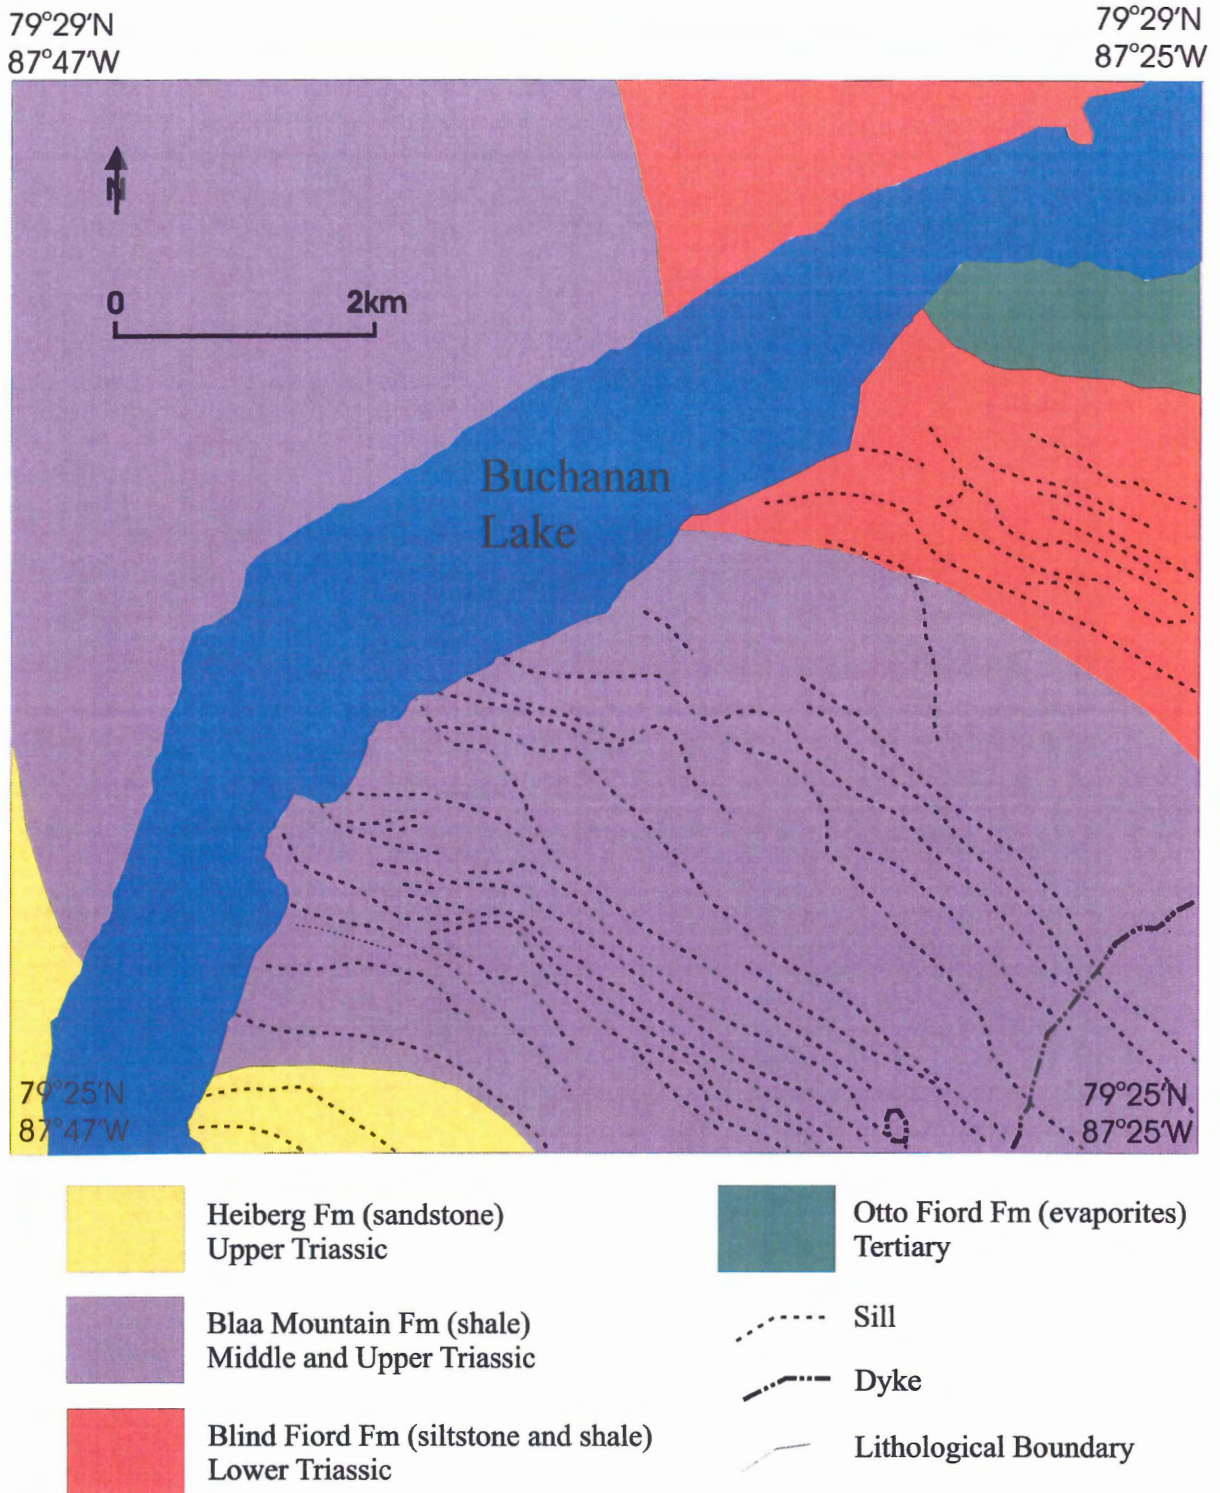 79°29'N
87°47'W
79°29'N
87°25'W
N
0 2km
Buchanan
Lake
79°25'N
87°47'W
79°25'N
87°25'W
Heiberg Fm (sandstone)
Upper Triassic
Blaa Mountain Fm (shale)
Middle and Upper Triassic
Blind Fiord Fm (siltstone and shale)
Lower Triassic
Otto Fiord Fm (evaporites)
Tertiary
Sill
Dyke
Lithological Boundary